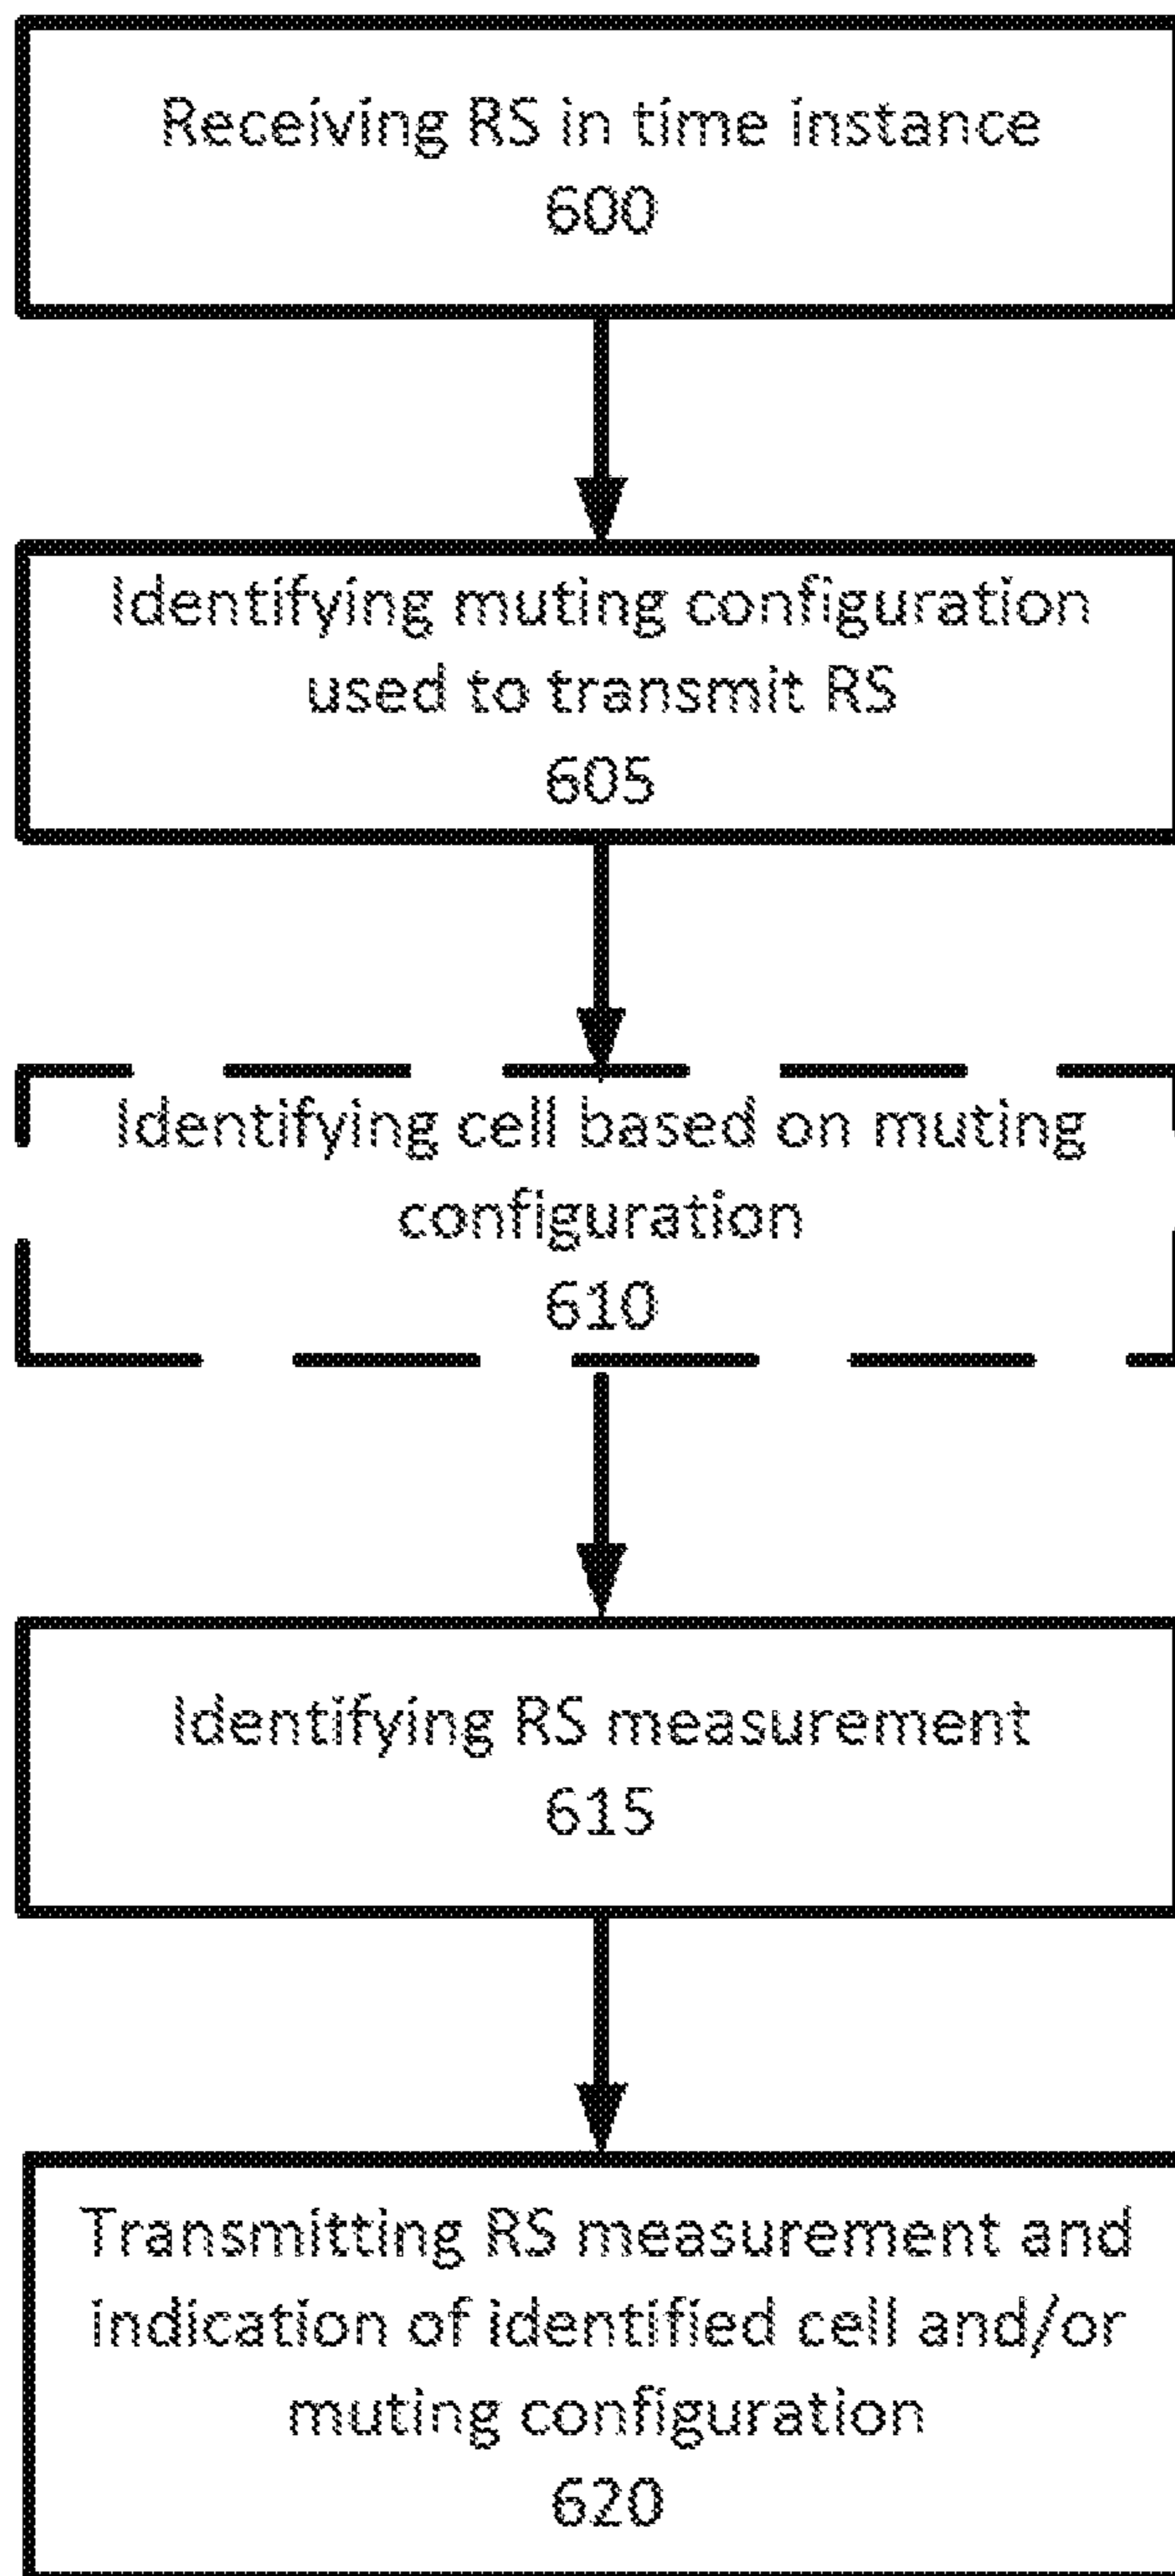 Receiving RS in time instance
600
Identifying muting configuration
used to transmit RS
605
Identifying cell based on muting
configuration
610
Identifying RS measurement
615
Transmitting RS measurement and
indication of identified cell and/or
muting configuration
620